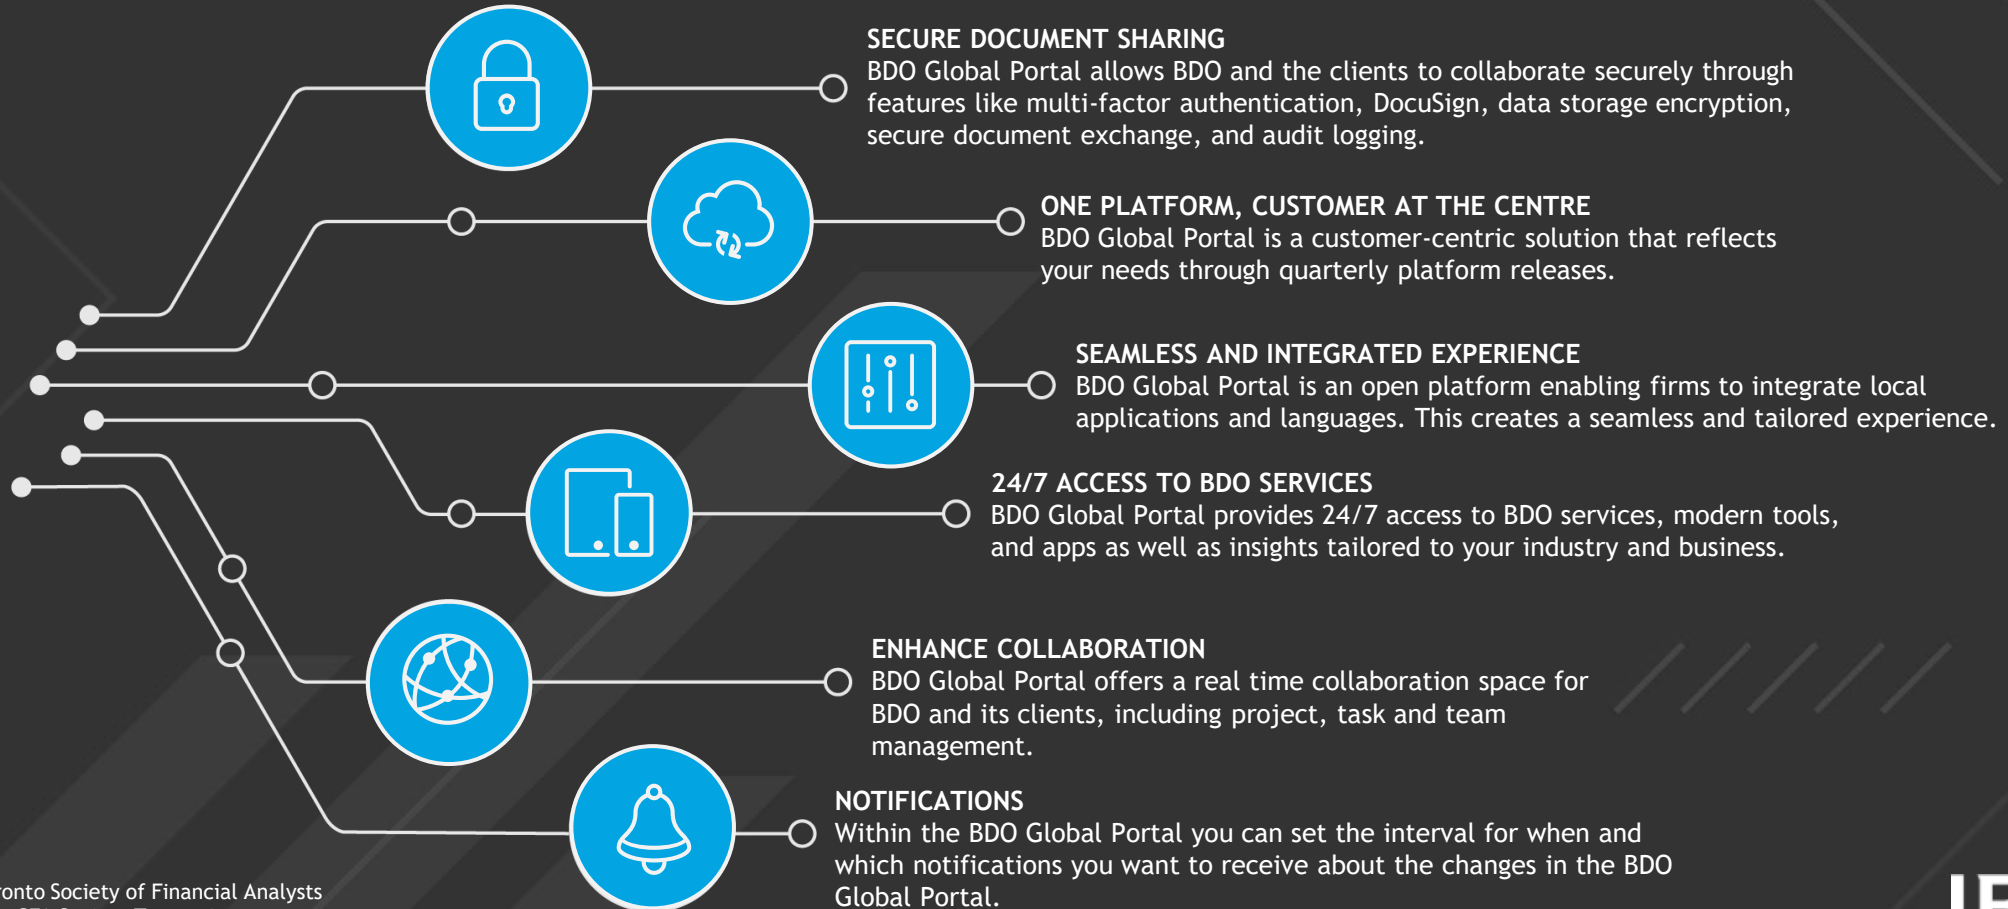 SECURE DOCUMENT SHARING
BDO Global Portal allows BDO and the clients to collaborate securely through
features like multi-factor authentication, DocuSign, data storage encryption,
secure document exchange, and audit logging.
ONE PLATFORM, CUSTOMER AT THE CENTRE
BDO Global Portal is a customer-centric solution that reflects
your needs through quarterly platform releases.
SEAMLESS AND INTEGRATED EXPERIENCE
BDO Global Portal is an open platform enabling firms to integrate local
applications and languages. This creates a seamless and tailored experience.
24/7 ACCESS TO BDO SERVICES
BDO Global Portal provides 24/7 access to BDO services, modern tools,
and apps as well as insights tailored to your industry and business.
ENHANCE COLLABORATION
BDO Global Portal offers a real time collaboration space for
BDO and its clients, including project, task and team
management.
NOTIFICATIONS
Within the BDO Global Portal you can set the interval for when and
which notifications you want to receive about the changes in the BDO
Global Portal.
ronto Society of Financial Analysts